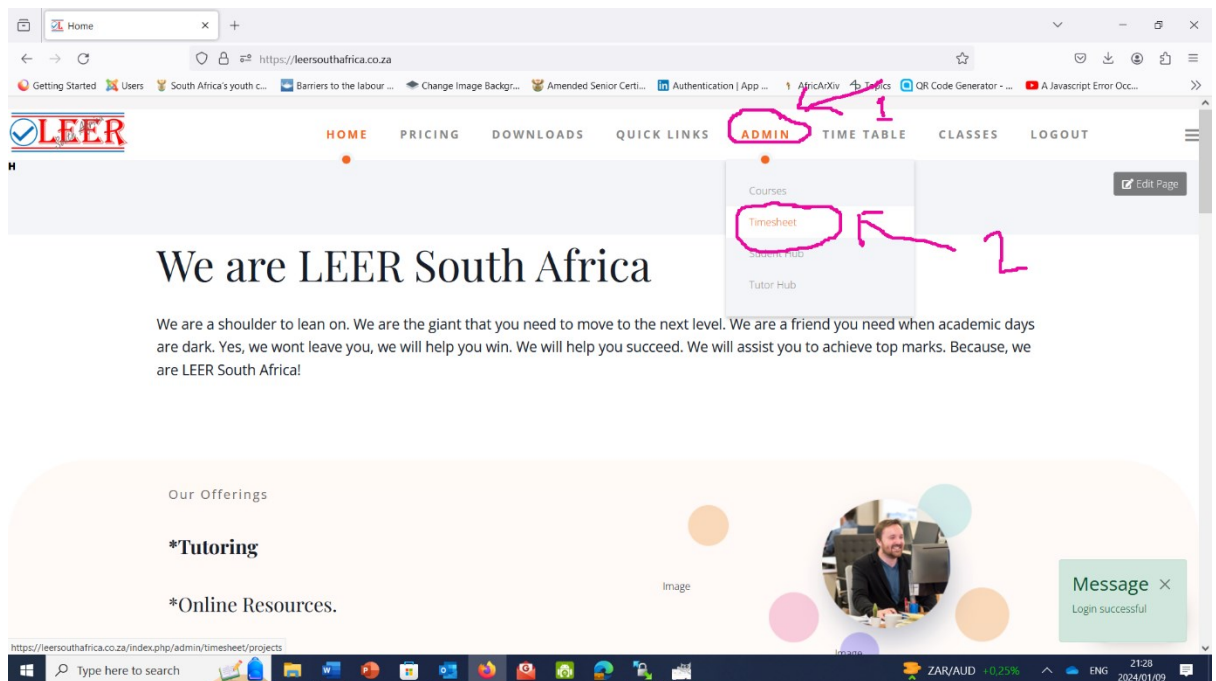 Home
https://leersouthafrica.co.za
Getting Started Users South Africa's youth c... Barriers to the labour ... Change Image Backgr... Amended Senior Certi... Authentication | App ... AfricArXiv Topics QR Code Generator - ... A Javascript Error Occ...
LEER
HOME PRICING DOWNLOADS QUICK LINKS ADMIN TIME TABLE CLASSES LOGOUT
1
H
Edit Page
Courses
Timesheet
2
Student Hub
Tutor Hub
We are LEER South Africa
We are a shoulder to lean on. We are the giant that you need to move to the next level. We are a friend you need when academic days
are dark. Yes, we wont leave you, we will help you win. We will help you succeed. We will assist you to achieve top marks. Because, we
are LEER South Africa!
Our Offerings
*Tutoring
Image
*Online Resources.
Message
Login successful
Image
https://leersouthafrica.co.za/index.php/admin/timesheet/projects
Type here to search
ZAR/AUD +0,25%
ENG
21:28
2024/01/09